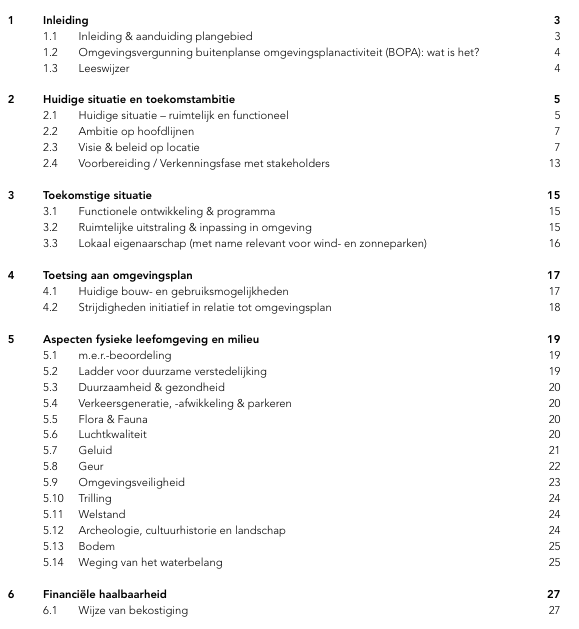 1 Inleiding 3
1.1 Inleiding & aanduiding plangebied 3
1.2 Omgevingsvergunning buitenplanse omgevingsplanactiviteit (BOPA): wat is het? 4
1.3 Leeswijzer 4
2 Huidige situatie en toekomstambitie 5
2.1 Huidige situatie – ruimtelijk en functioneel 5
2.2 Ambitie op hoofdlijnen 7
2.3 Visie & beleid op locatie 7
2.4 Voorbereiding / Verkenningsfase met stakeholders 13
3 Toekomstige situatie 15
3.1 Functionele ontwikkeling & programma 15
3.2 Ruimtelijke uitstraling & inpassing in omgeving 15
3.3 Lokaal eigenaarschap (met name relevant voor wind- en zonneparken) 16
4 Toetsing aan omgevingsplan 17
4.1 Huidige bouw- en gebruiksmogelijkheden 17
4.2 Strijdigheden initiatief in relatie tot omgevingsplan 18
5 Aspecten fysieke leefomgeving en milieu 19
5.1 m.e.r.-beoordeling 19
5.2 Ladder voor duurzame verstedelijking 19
5.3 Duurzaamheid & gezondheid 20
5.4 Verkeersgeneratie, -afwikkeling & parkeren 20
5.5 Flora & Fauna 20
5.6 Luchtkwaliteit 20
5.7 Geluid 21
5.8 Geur 22
5.9 Omgevingsveiligheid 23
5.10 Trilling 24
5.11 Welstand 24
5.12 Archeologie, cultuurhistorie en landschap 24
5.13 Bodem 25
5.14 Weging van het waterbelang 25
6 Financiële haalbaarheid 27
6.1 Wijze van bekostiging 27